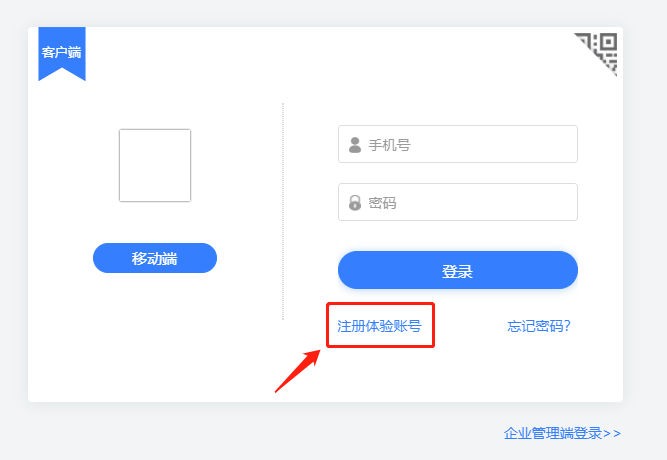 客户端
移动端
手机号
密码
登录
注册体验账号
忘记密码?
企业管理端登录>>